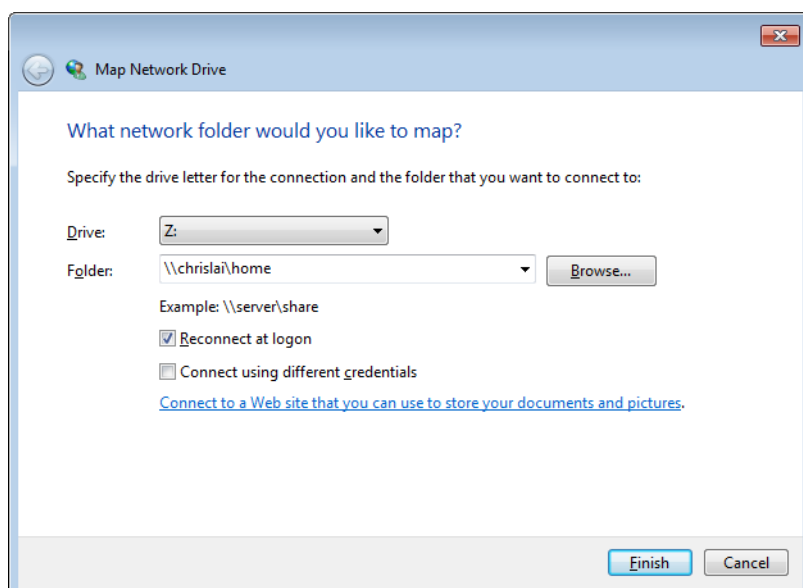 Map Network Drive
What network folder would you like to map?
Specify the drive letter for the connection and the folder that you want to connect to:
Drive: Z:
Folder: \\chrislai\home Browse...
Example: \\server\share
Reconnect at logon
Connect using different credentials
Connect to a Web site that you can use to store your documents and pictures.
Finish Cancel